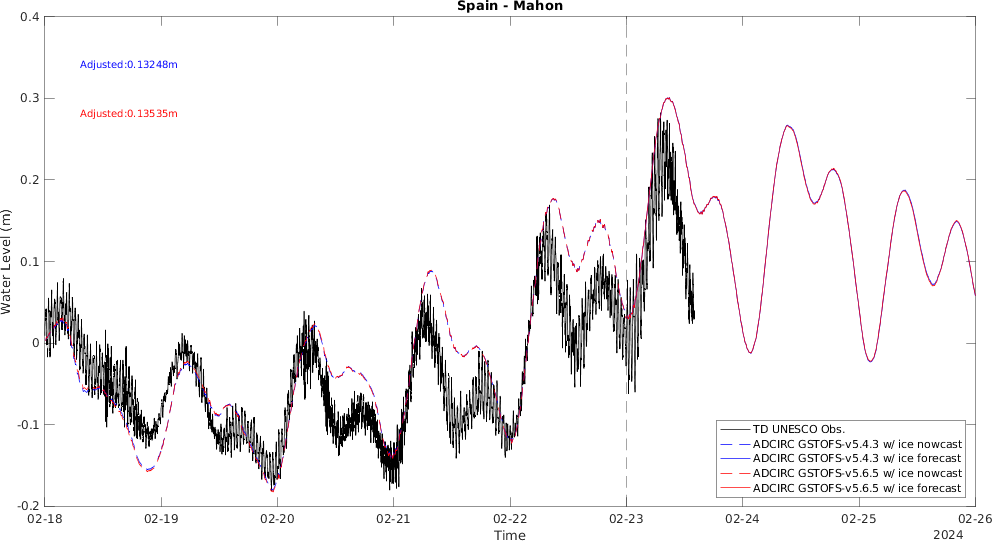 Spain - Mahon
Adjusted:0.13248m
Adjusted:0.13535m
Water Level (m)
0.4
0.3
0.2
0.1
0
-0.1
-0.2
02-18
02-19
02-20
02-21
02-22
02-23
02-24
02-25
02-26
Time
2024
TD UNESCO Obs.
ADCIRC GSTOFS-v5.4.3 w/ ice nowcast
ADCIRC GSTOFS-v5.4.3 w/ ice forecast
ADCIRC GSTOFS-v5.6.5 w/ ice nowcast
ADCIRC GSTOFS-v5.6.5 w/ ice forecast